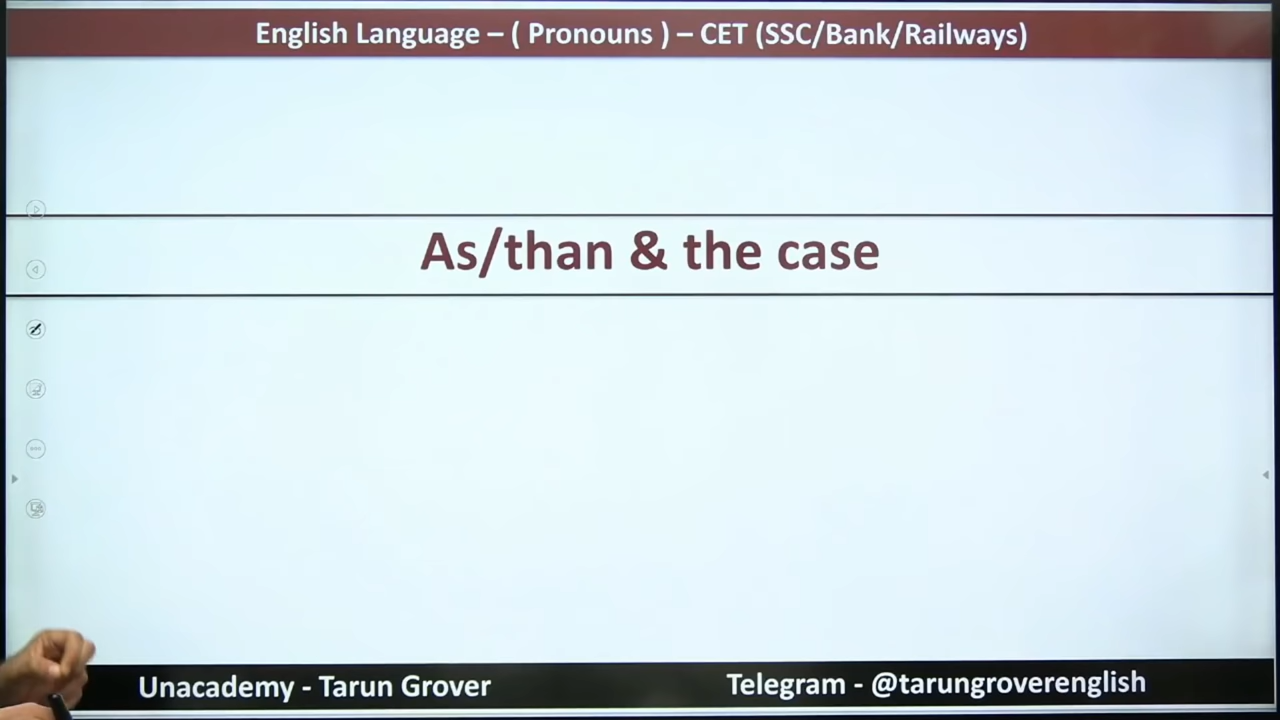 English Language – ( Pronouns ) – CET (SSC/Bank/Railways)
As/than & the case
Unacademy - Tarun Grover
Telegram - @tarungroverenglish